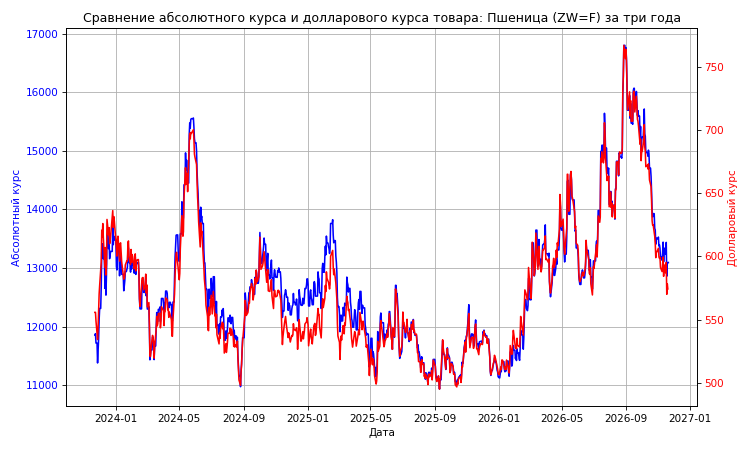 Сравнение абсолютного курса и долларового курса товара: Пшеница (ZW=F) за три года
17000
16000
15000
14000
13000
12000
11000
Абсолютный курс
750
700
650
600
550
500
Долларовый курс
2024-01 2024-05 2024-09 2025-01 2025-05 2025-09 2026-01 2026-05 2026-09 2027-01
Дата